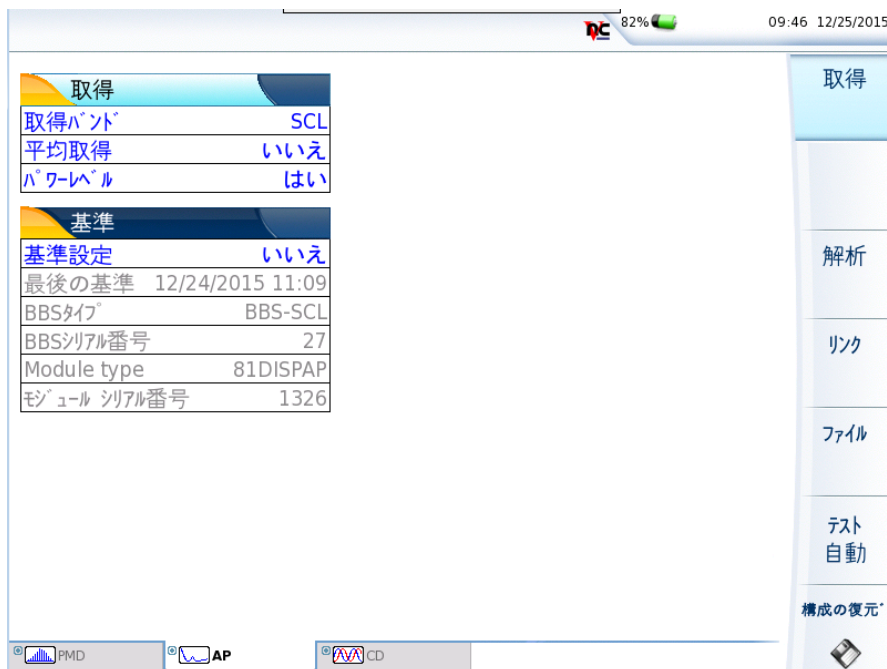 DC 82% 09:46 12/25/2015
取得
取得ﾊﾞﾝﾄﾞ SCL
平均取得 いいえ
ﾊﾟﾜｰﾚﾍﾞﾙ はい
基準
基準設定 いいえ
最後の基準 12/24/2015 11:09
BBSﾀｲﾌﾟ BBS-SCL
BBSｼﾘｱﾙ番号 27
Module type 81DISPAP
ﾓｼﾞｭｰﾙ ｼﾘｱﾙ番号 1326
取得
解析
ﾘﾝｸ
ﾌｧｲﾙ
ﾃｽﾄ
自動
構成の復元ﾞ
PMD AP CD